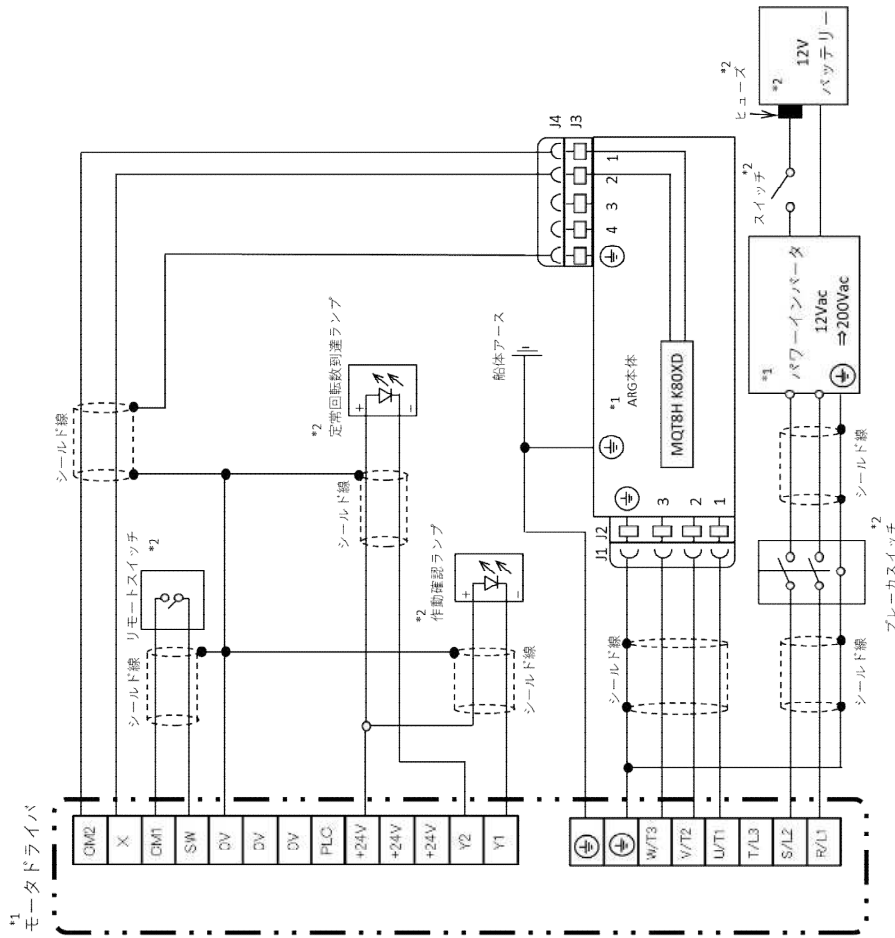 *1
モータドライバ
CM2
X
CM1
SW
0V
0V
0V
PLC
+24V
+24V
+24V
Y2
Y1
W/T3
V/T2
U/T1
T/L3
S/L2
R/L1
シールド線
シールド線
リモートスイッチ
*2
シールド線
*2
定常回転数到達ランプ
+
-
*2
作動確認ランプ
+
-
シールド線
船体アース
J4
J3
1
2
3
4
*1
ARG本体
MQT8H K80XD
J1
J2
3
2
1
シールド線
シールド線
*2
ブレーカスイッチ
シールド線
*1
パワーインバータ
12Vac
⇒200Vac
*2
スイッチ
*2
ヒューズ
*2
12V
バッテリー